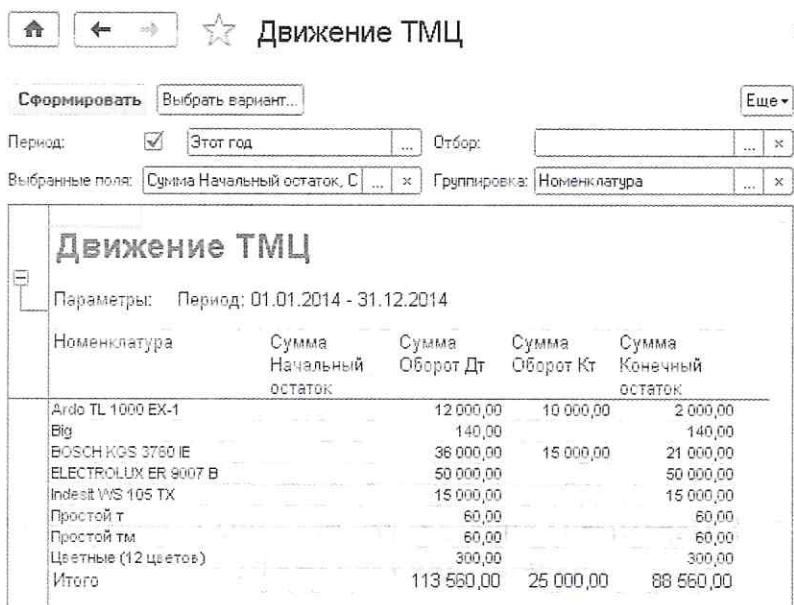 Движение ТМЦ
Сформировать Выбрать вариант... Еще
Период: Этот год ... Отбор: ... ×
Выбранные поля: Сумма Начальный остаток, С ... × Группировка: Номенклатура ... ×
Движение ТМЦ
Параметры: Период: 01.01.2014 - 31.12.2014
Номенклатура Сумма Сумма Сумма Сумма
Начальный Оборот Дт Оборот Кт Конечный
остаток остаток
Ardo TL 1000 EX-1 12 000,00 10 000,00 2 000,00
Big 140,00 140,00
BOSCH KGS 3760 IE 36 000,00 15 000,00 21 000,00
ELECTROLUX ER 9007 B 50 000,00 50 000,00
Indesit WS 105 TX 15 000,00 15 000,00
Простой т 60,00 60,00
Простой тм 60,00 60,00
Цветные (12 цветов) 300,00 300,00
Итого 113 560,00 25 000,00 88 560,00